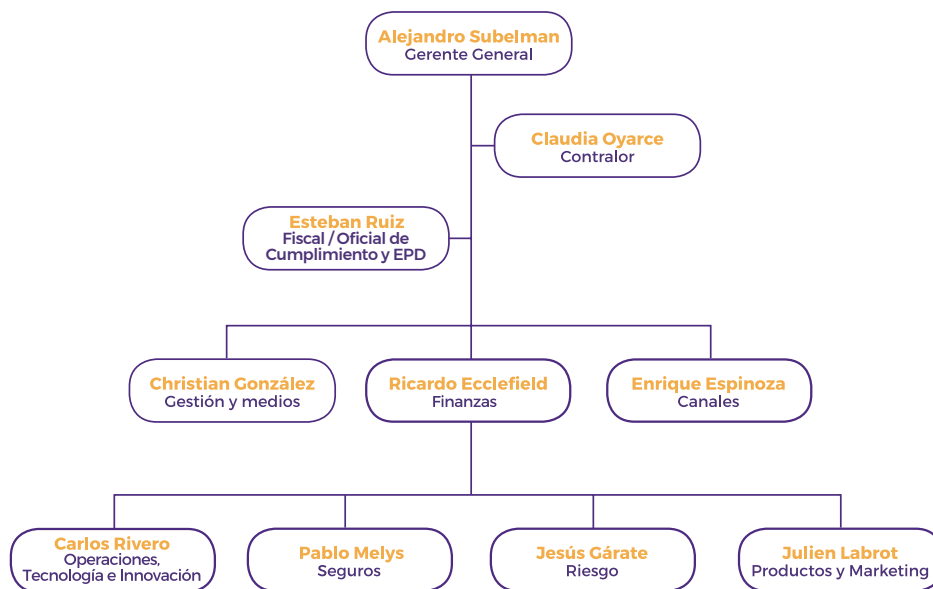 Alejandro Subelman
Gerente General
Claudia Oyarce
Contralor
Esteban Ruiz
Fiscal / Oficial de
Cumplimiento y EPD
Christian González
Gestión y medios
Ricardo Ecclefield
Finanzas
Enrique Espinoza
Canales
Carlos Rivero
Operaciones,
Tecnología e Innovación
Pablo Melys
Seguros
Jesús Gárate
Riesgo
Julien Labrot
Productos y Marketing